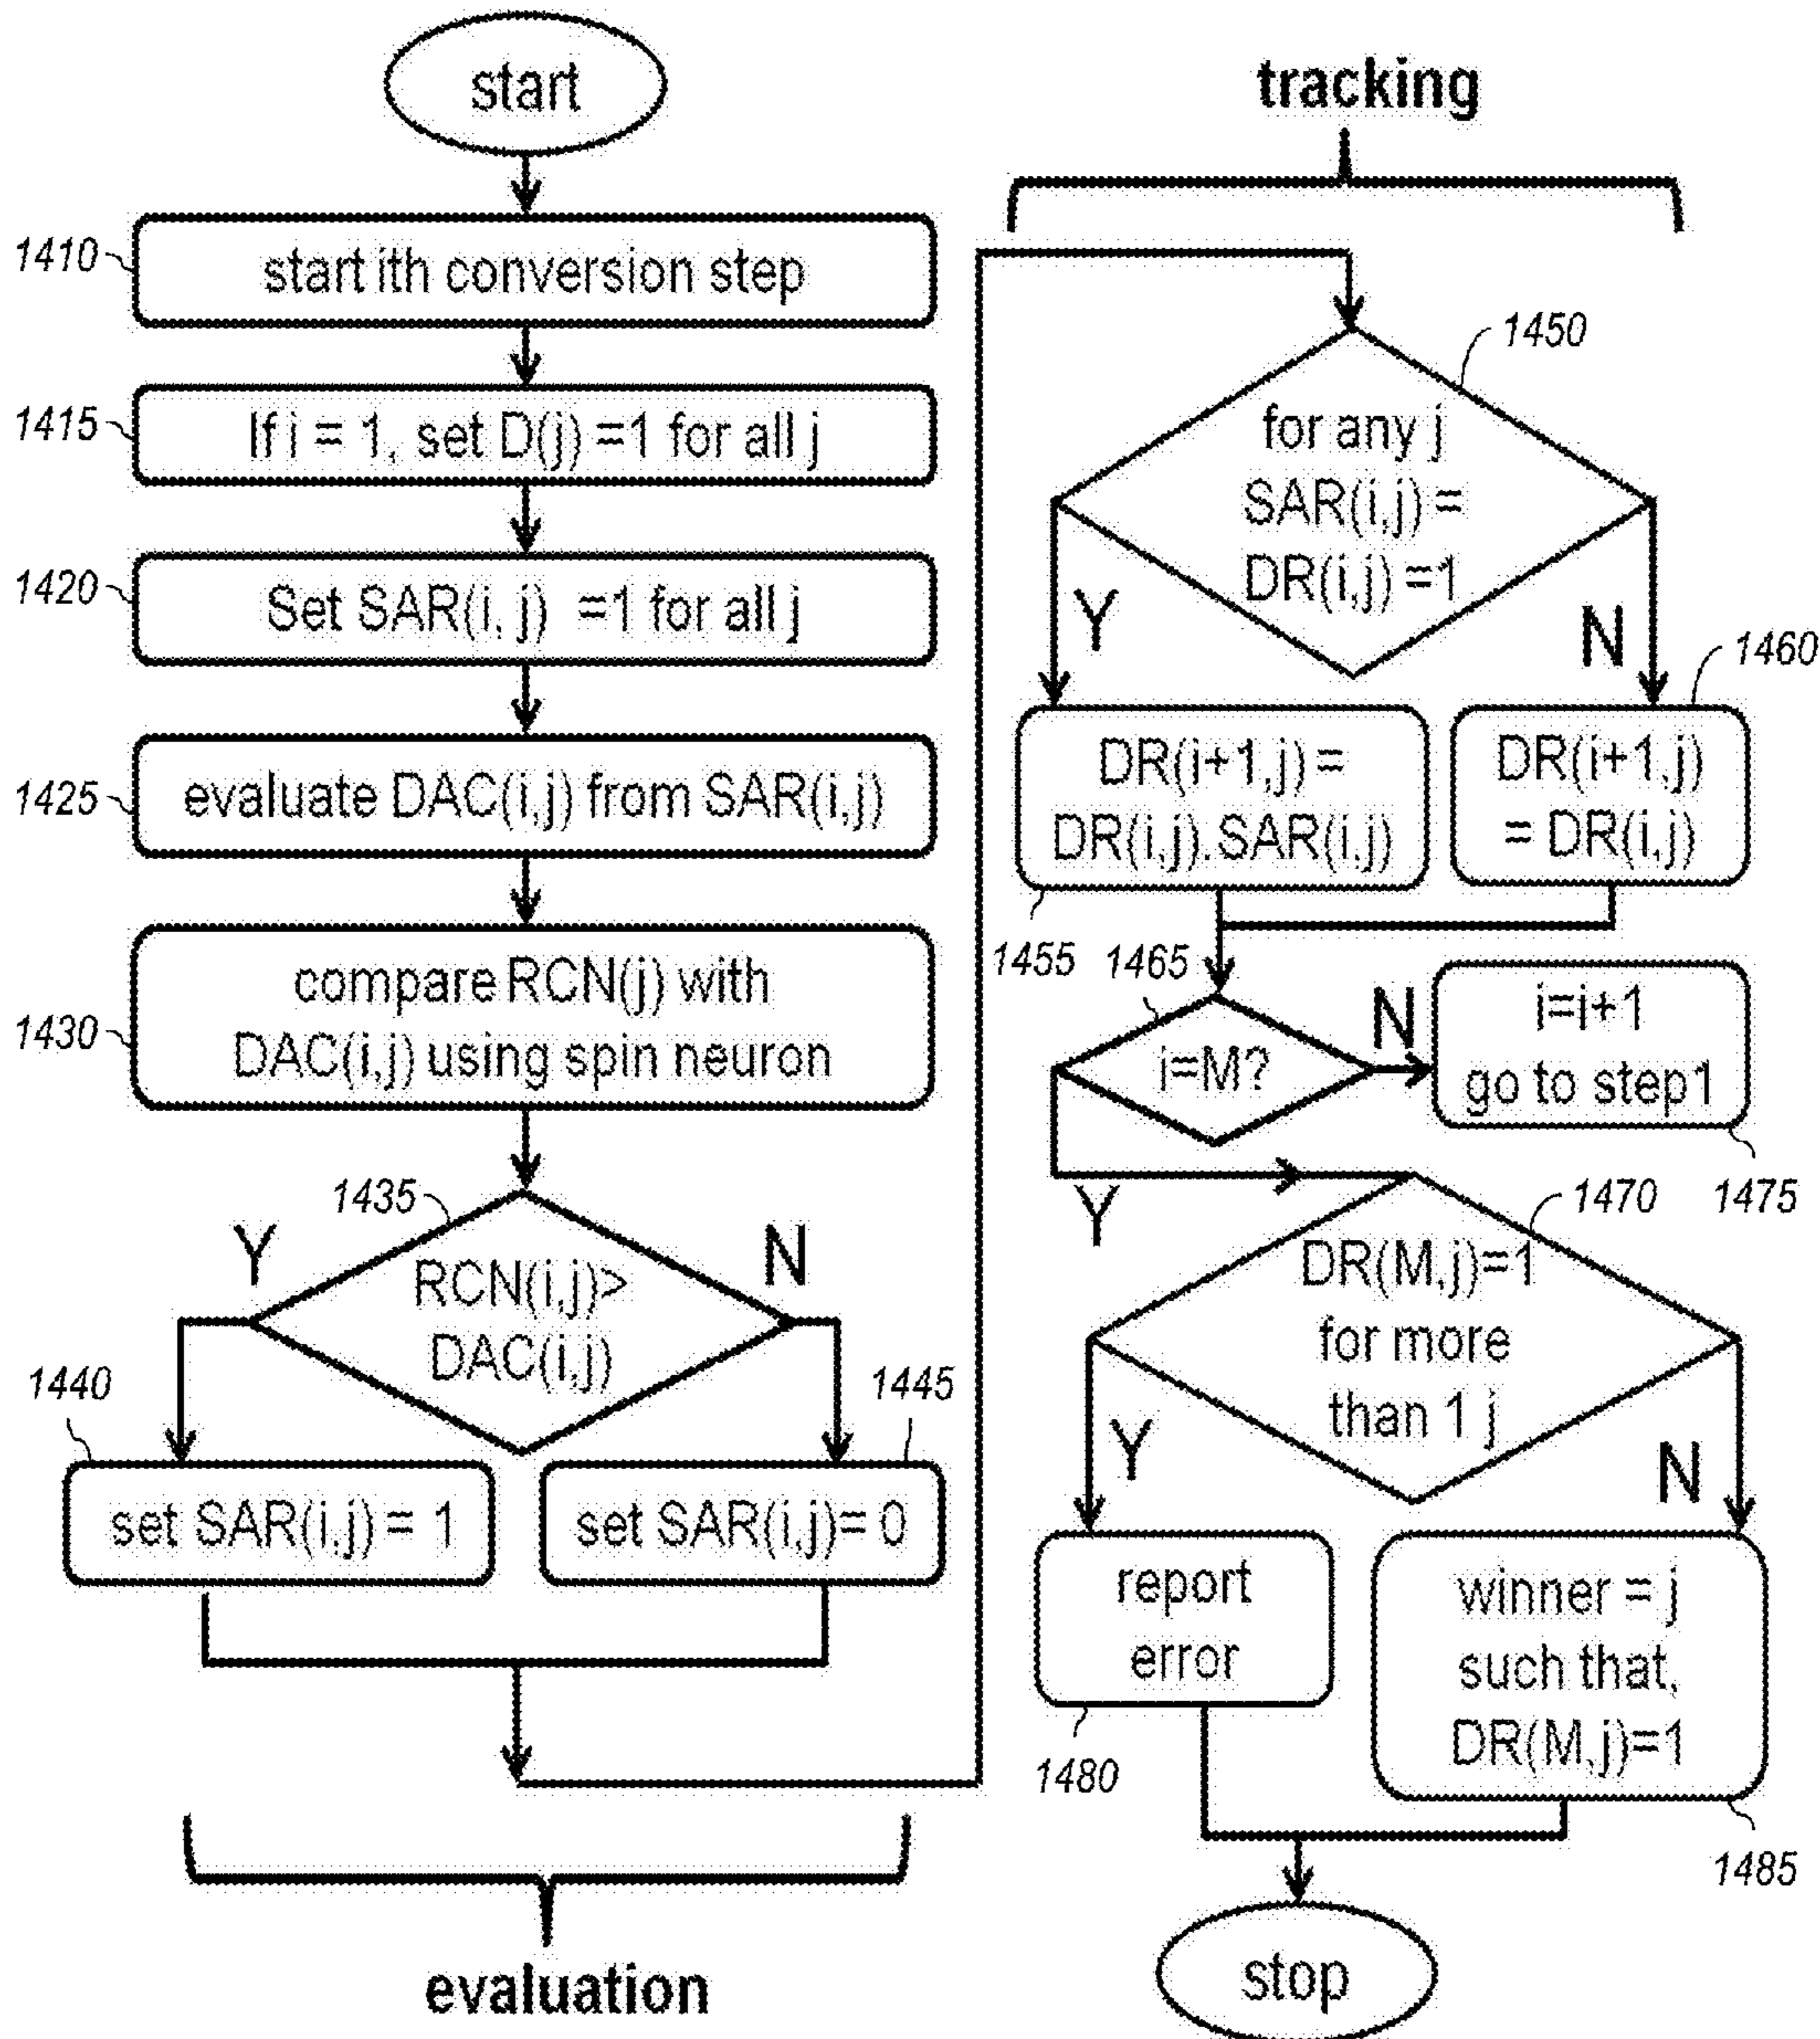 start
1410
start ith conversion step
1415
If i = 1, set D(j) =1 for all j
1420
Set SAR(i, j) =1 for all j
1425
evaluate DAC(i,j) from SAR(i,j)
1430
compare RCN(j) with
DAC(i,j) using spin neuron
1435
Y
N
RCN(i,j)>
DAC(i,j)
1440
1445
set SAR(i,j) = 1
set SAR(i,j)= 0
evaluation
tracking
1450
for any j
SAR(i,j) =
DR(i,j) =1
Y
N
1460
DR(i+1,j) =
DR(i,j).SAR(i,j)
DR(i+1,j)
= DR(i,j)
1455
1465
i=M?
N
i=i+1
go to step1
1475
Y
1470
DR(M,j)=1
for more
than 1 j
Y
N
report
error
1480
winner = j
such that,
DR(M,j)=1
1485
stop